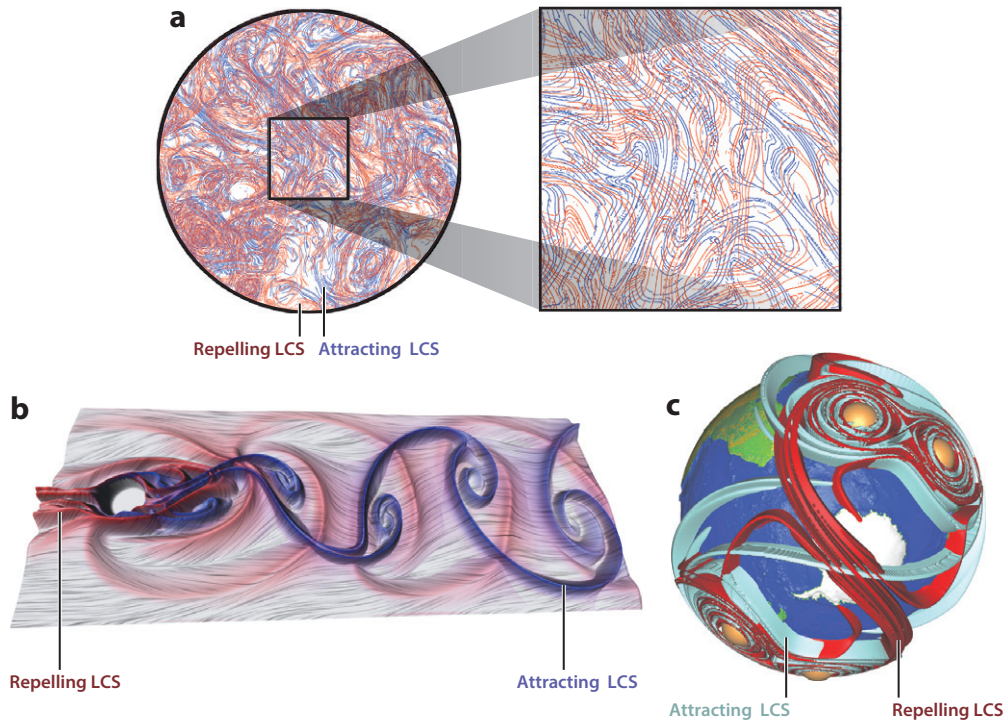 a
Repelling LCS Attracting LCS
b
c
Repelling LCS
Attracting LCS
Attracting LCS
Repelling LCS